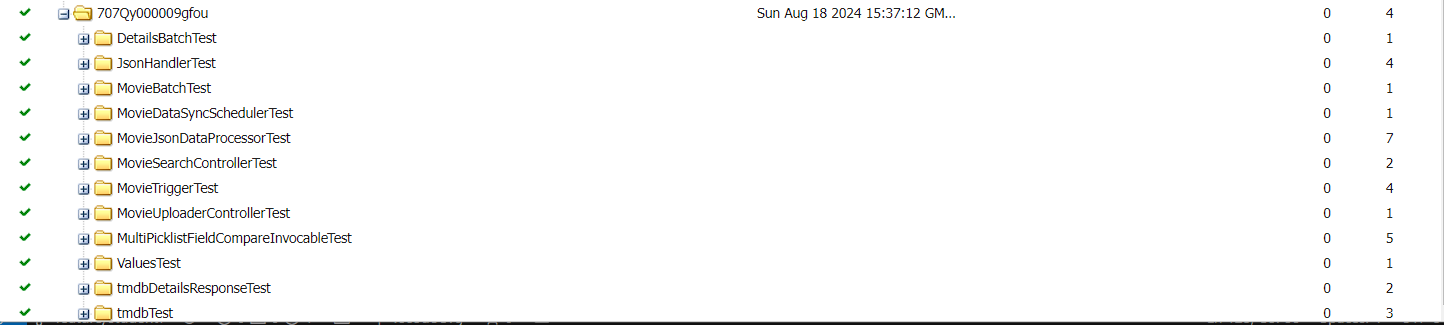 707Qy000009gfou Sun Aug 18 2024 15:37:12 GM... 0 4
DetailsBatchTest 0 1
JsonHandlerTest 0 4
MovieBatchTest 0 1
MovieDataSyncSchedulerTest 0 1
MovieJsonDataProcessorTest 0 7
MovieSearchControllerTest 0 2
MovieTriggerTest 0 4
MovieUploaderControllerTest 0 1
MultiPicklistFieldCompareInvocableTest 0 5
ValuesTest 0 1
tmdbDetailsResponseTest 0 2
tmdbTest 0 3